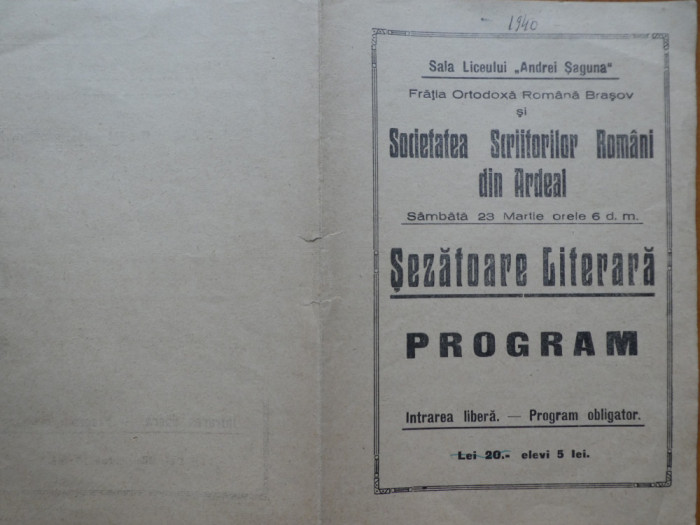 - 1940
Sala Liceului „Andrei Şaguna"
Frăţia Ortodoxă Română Braşov
şi
Societatea Scriitorilor Români
din Ardeal
Sâmbătă 23 Martie orele 6 d. m.
Şezătoare Literară
PROGRAM
Intrarea liberă. — Program obligator.
Lei 20.- elevi 5 lei.